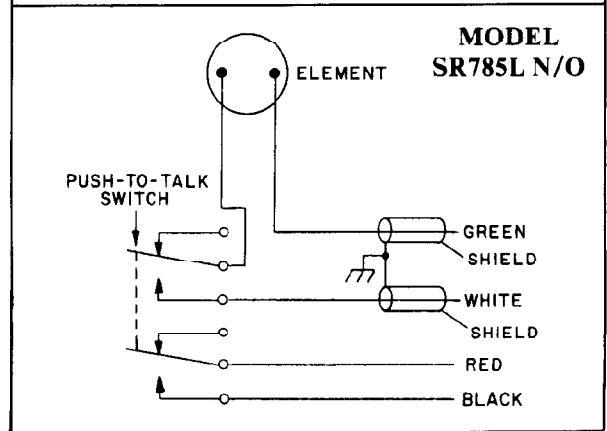 MODEL
SR785L N/O
ELEMENT
PUSH-TO-TALK
SWITCH
GREEN
SHIELD
WHITE
SHIELD
RED
BLACK